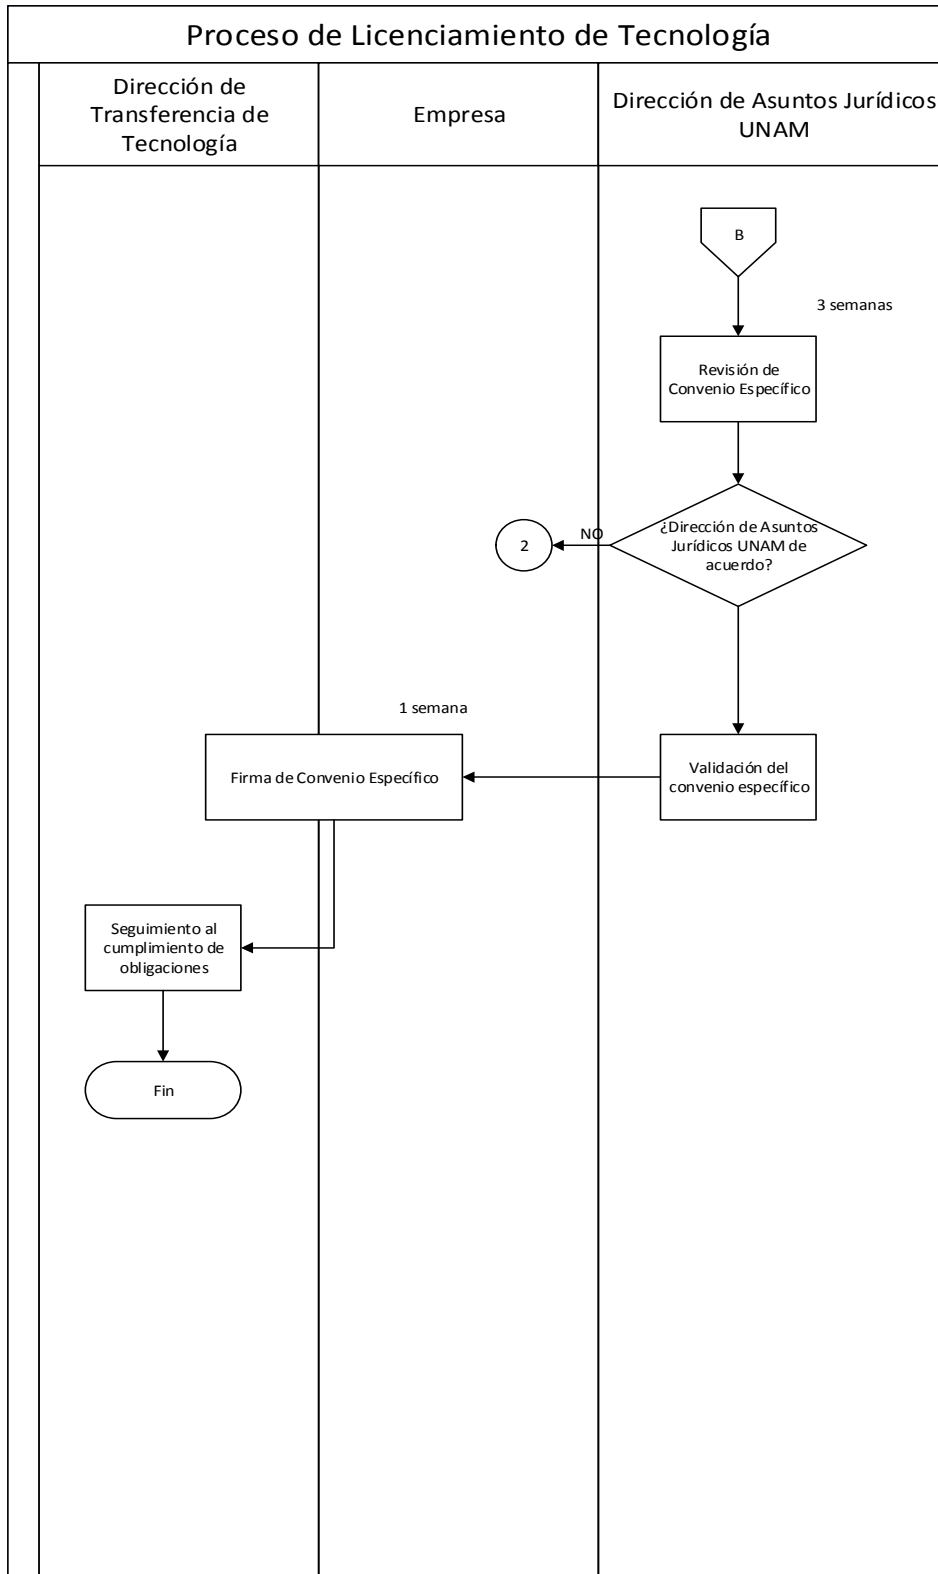 Proceso de Licenciamiento de Tecnología
Dirección de
Transferencia de
Tecnología
Empresa
Dirección de Asuntos Jurídicos
UNAM
B
3 semanas
Revisión de
Convenio Específico
¿Dirección de Asuntos
Jurídicos UNAM de
acuerdo?
NO
2
1 semana
Firma de Convenio Específico
Validación del
convenio específico
Seguimiento al
cumplimiento de
obligaciones
Fin